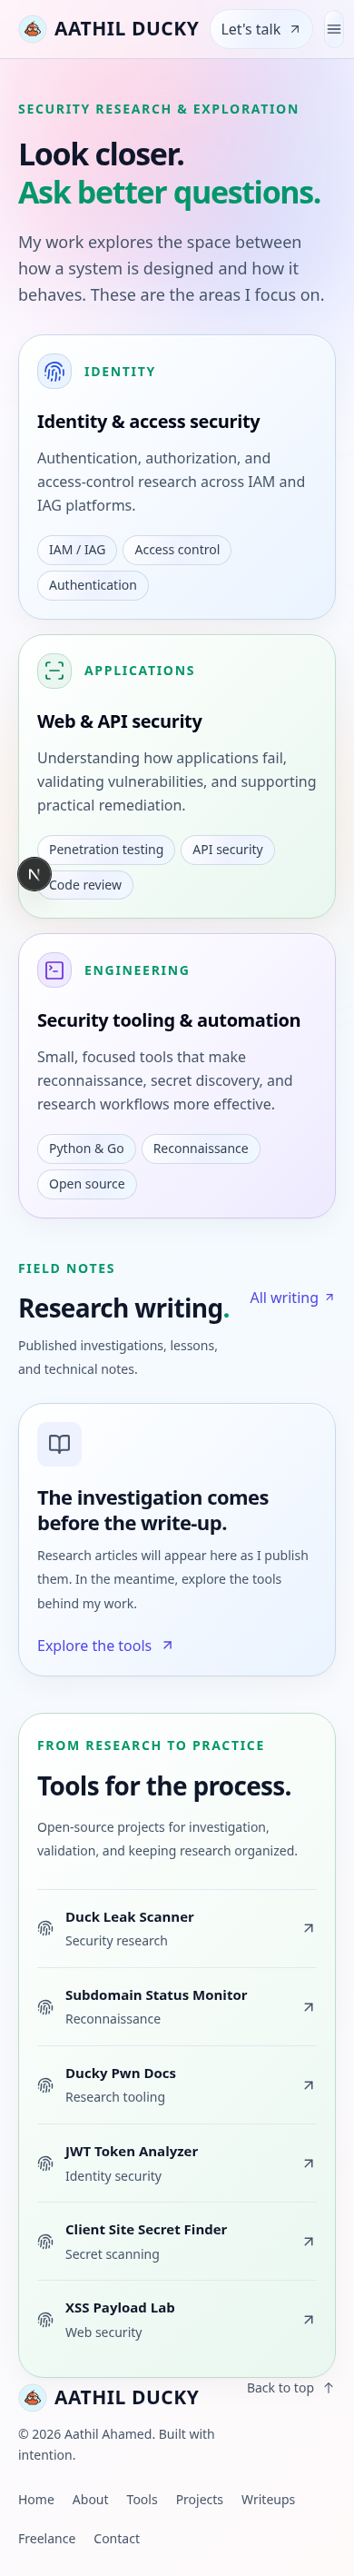 AATHIL DUCKY
Let's talk
SECURITY RESEARCH & EXPLORATION
Look closer.
Ask better questions.
My work explores the space between
how a system is designed and how it
behaves. These are the areas I focus on.
IDENTITY
Identity & access security
Authentication, authorization, and
access-control research across IAM and
IAG platforms.
IAM / IAG
Access control
Authentication
APPLICATIONS
Web & API security
Understanding how applications fail,
validating vulnerabilities, and supporting
practical remediation.
Penetration testing
API security
N
Code review
ENGINEERING
Security tooling & automation
Small, focused tools that make
reconnaissance, secret discovery, and
research workflows more effective.
Python & Go
Reconnaissance
Open source
FIELD NOTES
Research writing.
All writing
Published investigations, lessons,
and technical notes.
The investigation comes
before the write-up.
Research articles will appear here as I publish
them. In the meantime, explore the tools
behind my work.
Explore the tools
FROM RESEARCH TO PRACTICE
Tools for the process.
Open-source projects for investigation,
validation, and keeping research organized.
Duck Leak Scanner
Security research
Subdomain Status Monitor
Reconnaissance
Ducky Pwn Docs
Research tooling
JWT Token Analyzer
Identity security
Client Site Secret Finder
Secret scanning
XSS Payload Lab
Web security
AATHIL DUCKY
Back to top
© 2026 Aathil Ahamed. Built with
intention.
Home About Tools Projects Writeups
Freelance Contact